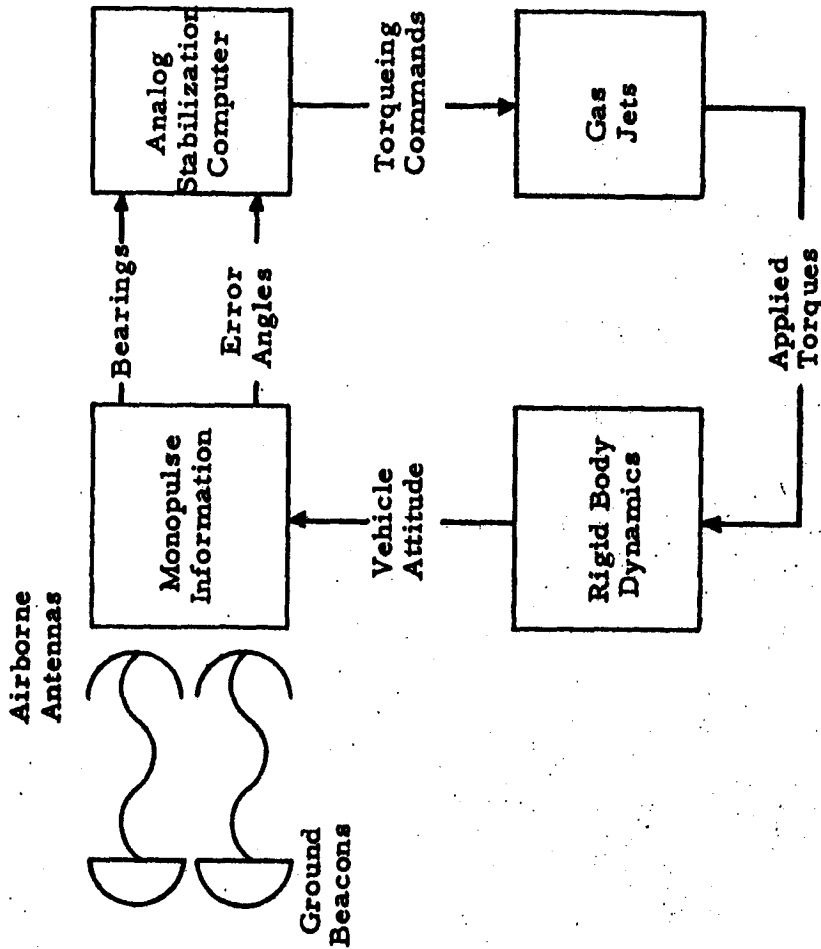 Airborne
Antennas
Ground
Beacons
Monopulse
Information
Bearings
Error
Angles
Analog
Stabilization
Computer
Vehicle
Attitude
Torqueing
Commands
Rigid Body
Dynamics
Gas
Jets
Applied
Torques